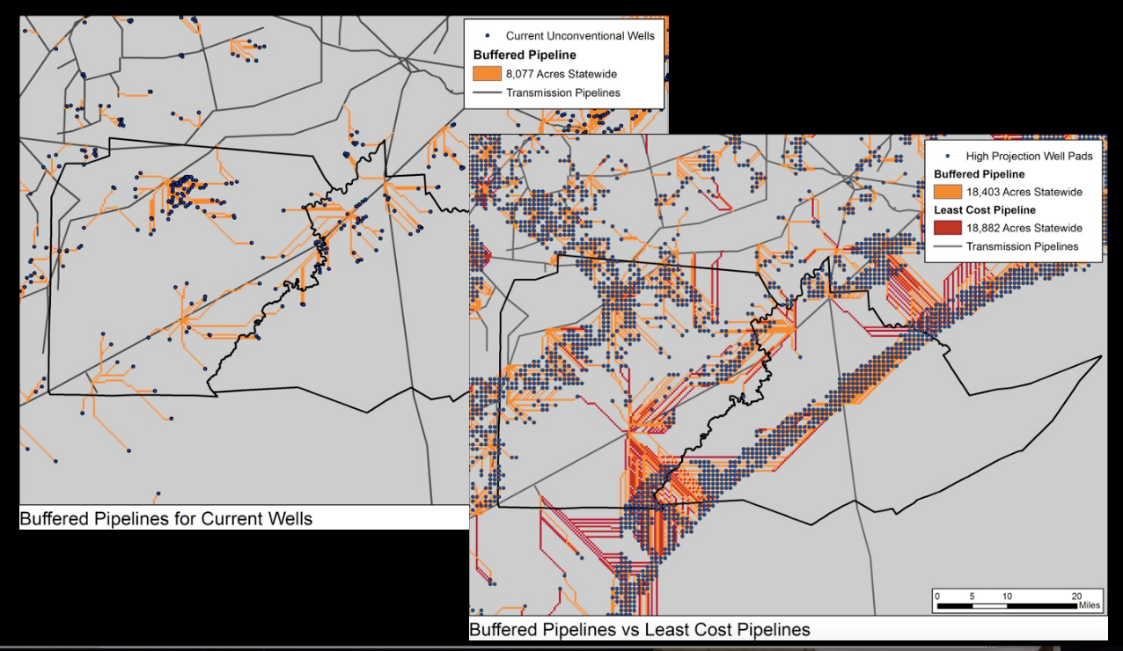 Current Unconventional Wells
Buffered Pipeline
8,077 Acres Statewide
Transmission Pipelines
Buffered Pipelines for Current Wells
High Projection Well Pads
Buffered Pipeline
18,403 Acres Statewide
Least Cost Pipeline
18,882 Acres Statewide
Transmission Pipelines
0 5 10 20
Miles
Buffered Pipelines vs Least Cost Pipelines